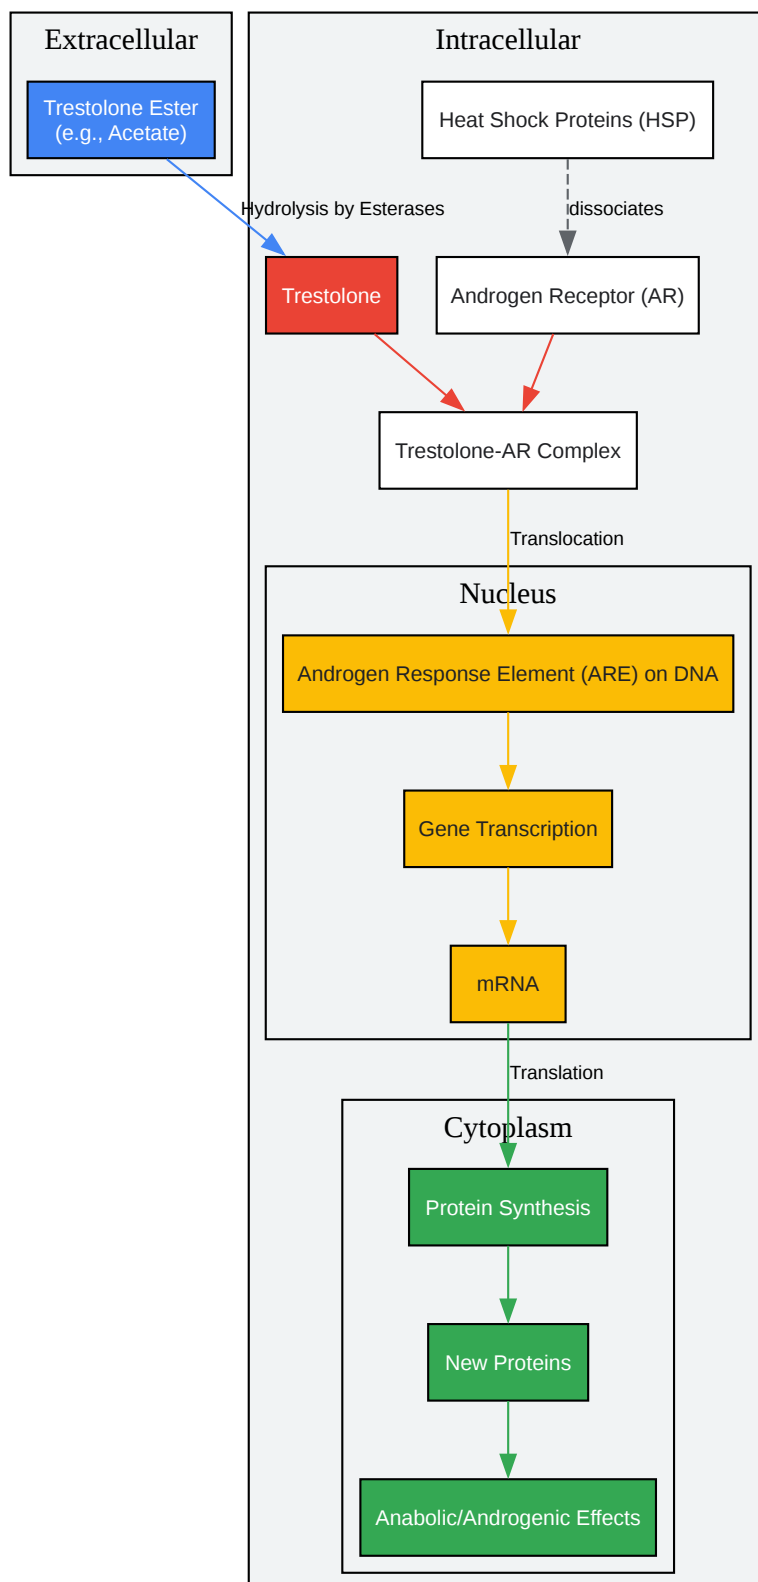 Extracellular
Intracellular
Trestolone Ester
(e.g., Acetate)
Heat Shock Proteins (HSP)
Hydrolysis by Esterases
dissociates
Trestolone
Androgen Receptor (AR)
Trestolone-AR Complex
Translocation
Nucleus
Androgen Response Element (ARE) on DNA
Gene Transcription
mRNA
Translation
Cytoplasm
Protein Synthesis
New Proteins
Anabolic/Androgenic Effects